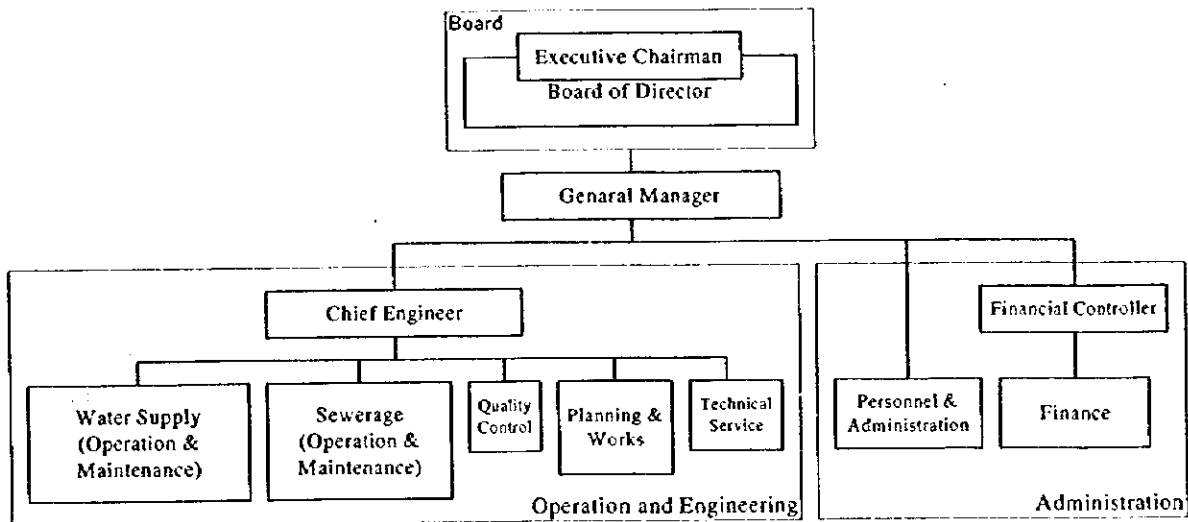 Board
Executive Chairman
Board of Director
Genaral Manager
Chief Engineer
Financial Controller
Water Supply
(Operation &
Maintenance)
Sewerage
(Operation &
Maintenance)
Quality
Control
Planning &
Works
Technical
Service
Personnel &
Administration
Finance
Operation and Engineering
Administration